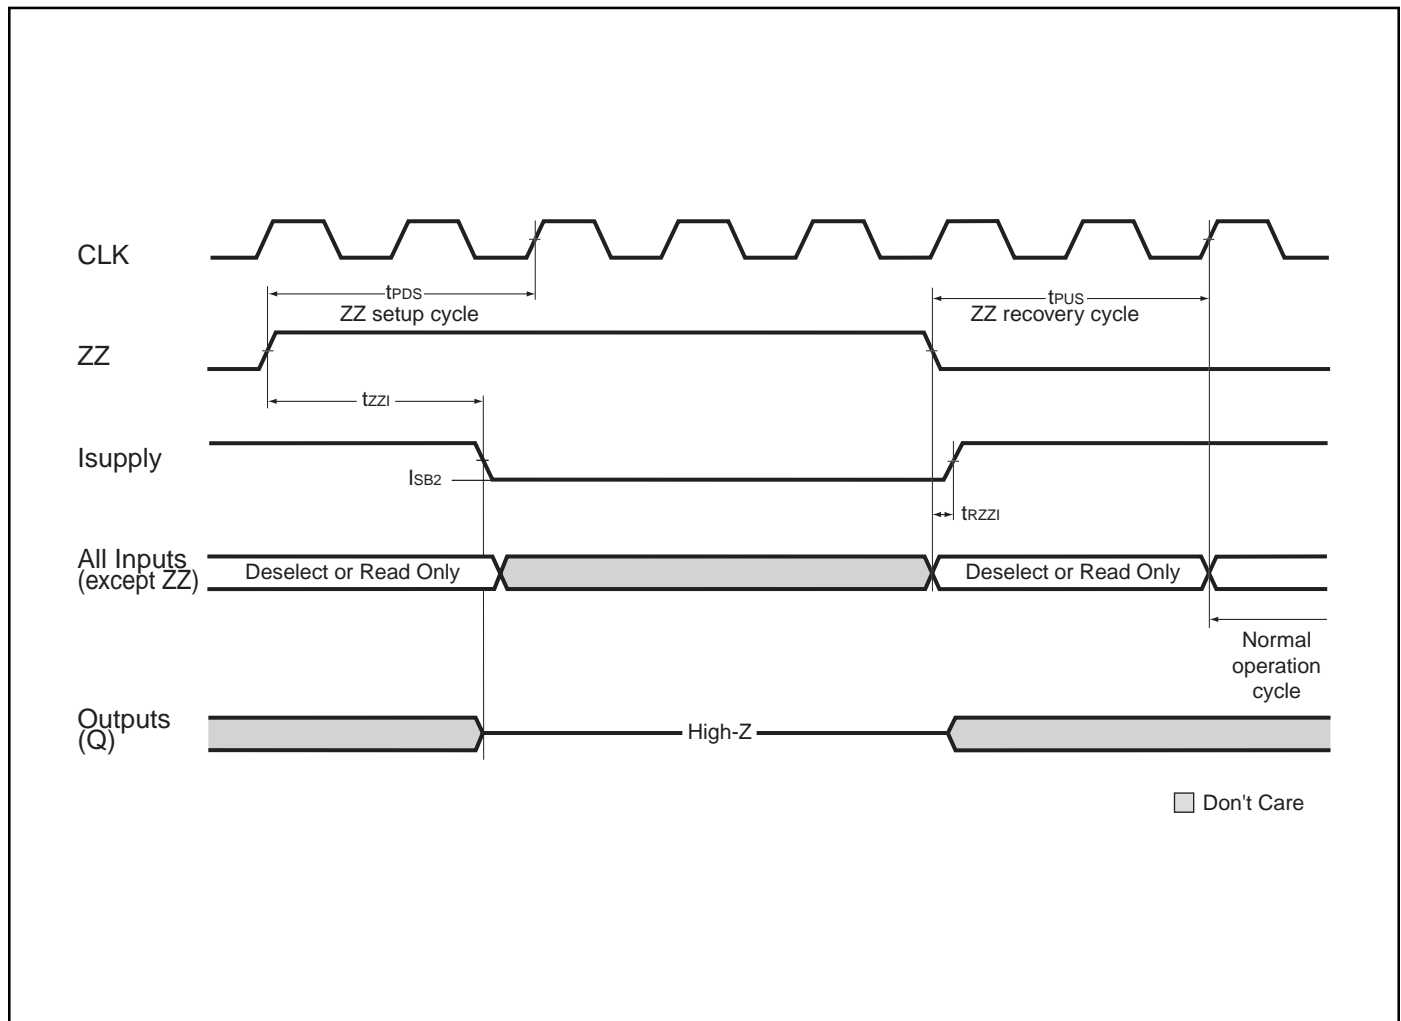 CLK
tPDS
ZZ setup cycle
tPUS
ZZ recovery cycle
ZZ
tZZI
Isupply
ISB2
tRZZI
All Inputs
(except ZZ)
Deselect or Read Only
Deselect or Read Only
Normal
operation
cycle
Outputs
(Q)
High-Z
Don't Care